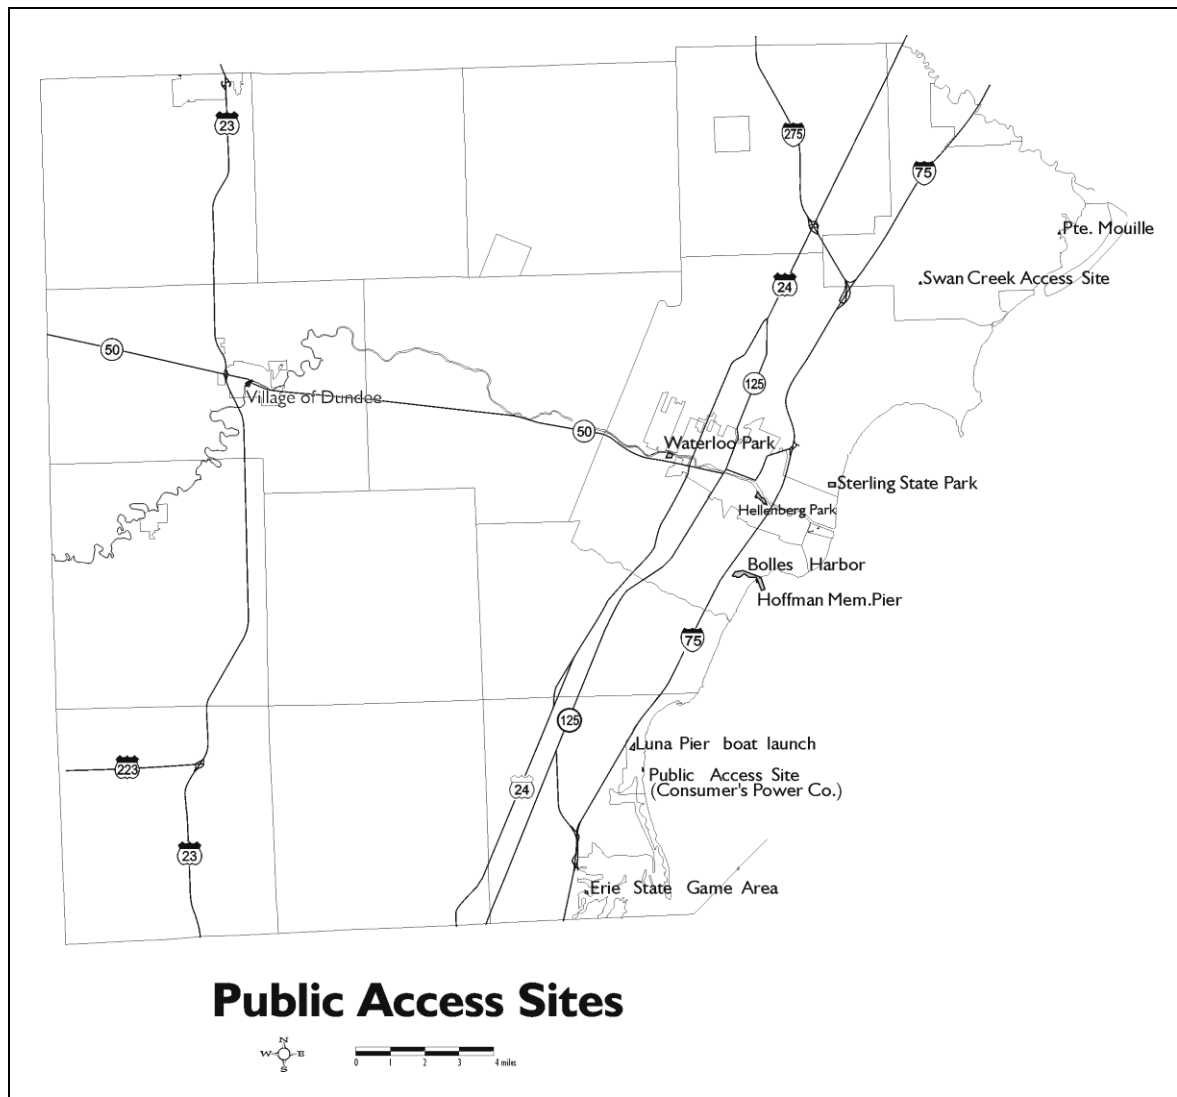 23
275
75
Pte. Mouille
Swan Creek Access Site
24
50
125
Village of Dundee
50
Waterloo Park
Sterling State Park
Hellenberg Park
Bolles Harbor
Hoffman Mem.Pier
75
125
Luna Pier boat launch
223
Public Access Site
(Consumer's Power Co.)
24
23
Erie State Game Area
Public Access Sites
N
W E
S
0 1 2 3 4 miles